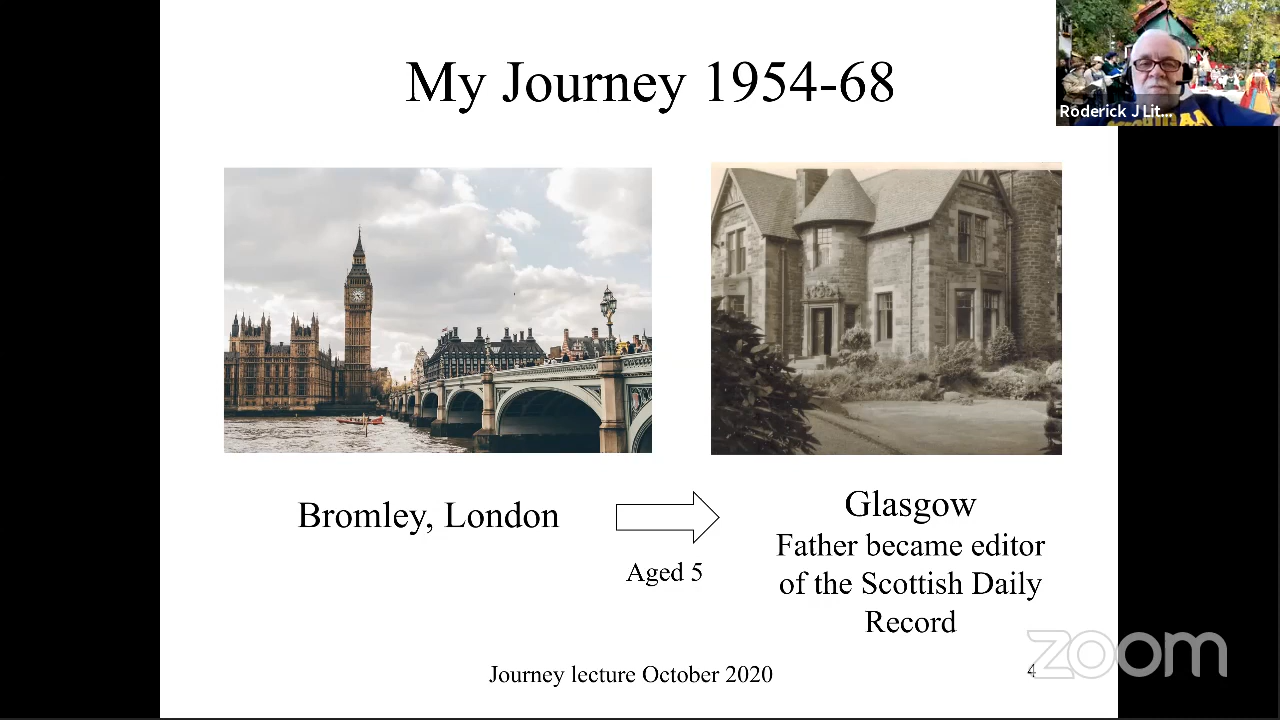 My Journey 1954-68
Roderick J Lit...
Bromley, London
Aged 5
Glasgow
Father became editor
of the Scottish Daily
Record
Journey lecture October 2020
4
zoom